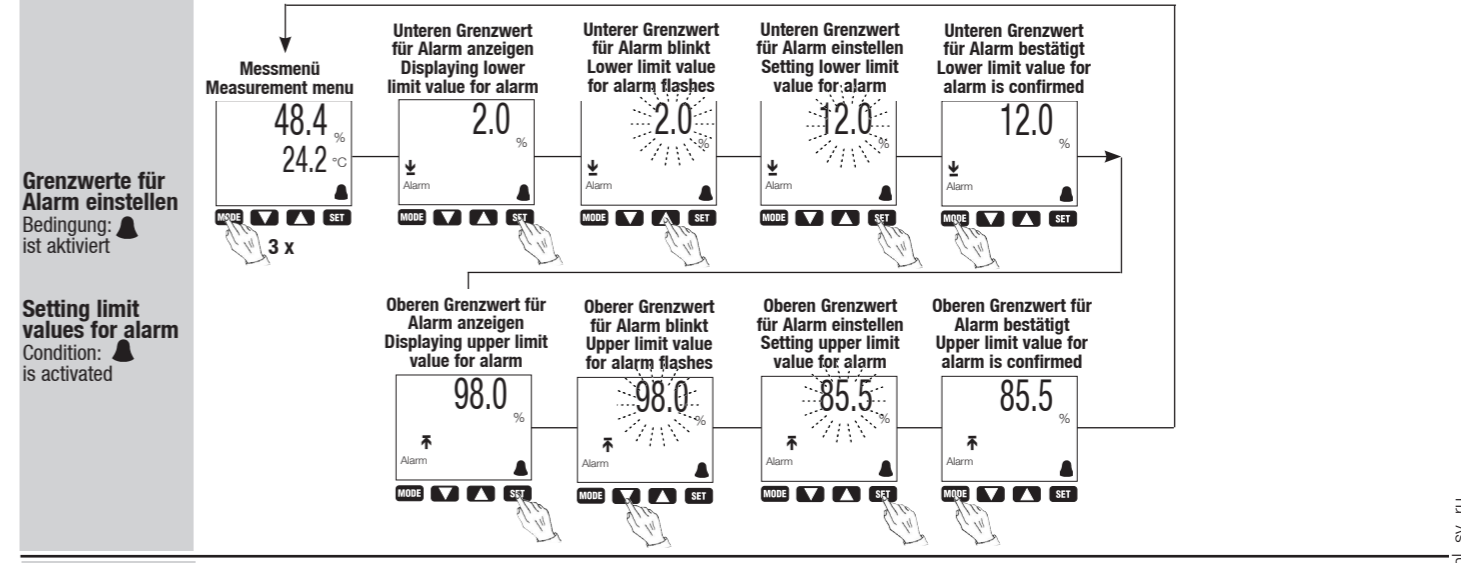 Grenzwerte für
Alarm einstellen
Bedingung:
ist aktiviert
Setting limit
values for alarm
Condition:
is activated
Messmenü
Measurement menu
48.4 %
24.2 °C
MODE SET
3 x
Unteren Grenzwert
für Alarm anzeigen
Displaying lower
limit value for alarm
2.0
%
Alarm
MODE SET
Unterer Grenzwert
für Alarm blinkt
Lower limit value
for alarm flashes
2.0
%
Alarm
MODE SET
Unteren Grenzwert
für Alarm einstellen
Setting lower limit
value for alarm
12.0
%
Alarm
MODE SET
Unteren Grenzwert
für Alarm bestätigt
Lower limit value for
alarm is confirmed
12.0
%
Alarm
MODE SET
Oberen Grenzwert für
Alarm anzeigen
Displaying upper limit
value for alarm
98.0
%
Alarm
MODE SET
Oberer Grenzwert
für Alarm blinkt
Upper limit value
for alarm flashes
98.0
%
Alarm
MODE SET
Oberen Grenzwert
für Alarm einstellen
Setting upper limit
value for alarm
85.5
%
Alarm
MODE SET
Oberen Grenzwert für
Alarm bestätigt
Upper limit value for
alarm is confirmed
85.5
%
Alarm
MODE SET